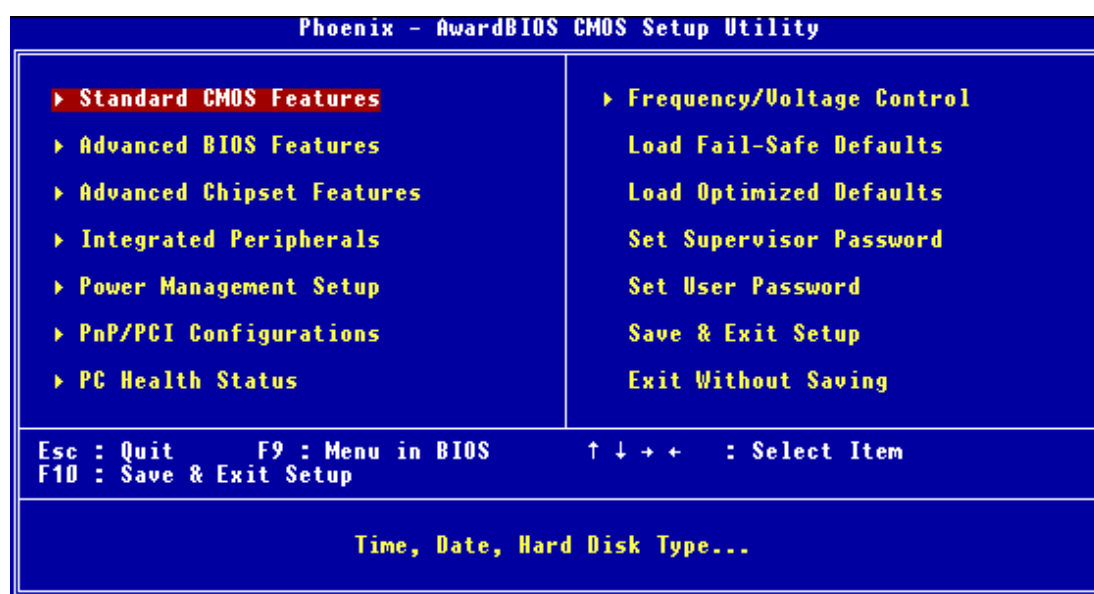 Phoenix - AwardBIOS CMOS Setup Utility
▸ Standard CMOS Features
▸ Advanced BIOS Features
▸ Advanced Chipset Features
▸ Integrated Peripherals
▸ Power Management Setup
▸ PnP/PCI Configurations
▸ PC Health Status
▸ Frequency/Voltage Control
Load Fail-Safe Defaults
Load Optimized Defaults
Set Supervisor Password
Set User Password
Save & Exit Setup
Exit Without Saving
Esc : Quit F9 : Menu in BIOS ↑ ↓ → ← : Select Item
F10 : Save & Exit Setup
Time, Date, Hard Disk Type...